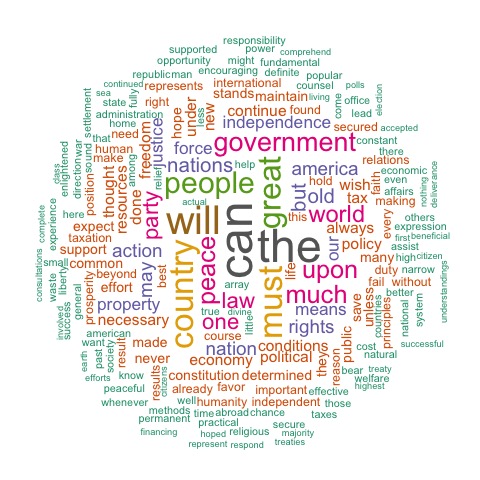 responsibility
supported power comprehend
opportunity might fundamental
encouraging definite popular
republic man less
continued international counsel polls
sea represents stands maintain living office
state fully right new continue found come lead election
administration under hope independence secured accepted
settlement home justice force government constant
that need freedom nations help america there
sound human relief relations
war make among people great but hold wish faith economic
direction thought resources done actual old tax even
enlightened class position party will can this world making affairs nothing deliverance
here expect always every others
complete taxation action country peace the our policy expression
experience support may array life upon many first beneficial
consultations common best must assist
waste liberty beyond law much high citizen
general prosperity effort property true divine means save unless duty narrow
involved success necessary one little rights fail without
american course nation conditions public countries principles national system understandings
result made economy political they reason
earth want past society never constitution determined cost natural successful
efforts know results citizens already favor important bear treaty
peaceful well humanity independent effective welfare highest
whenever methods time abroad chance those
permanent practical taxes
financing hoped religious secure
represent respond majority
treaties